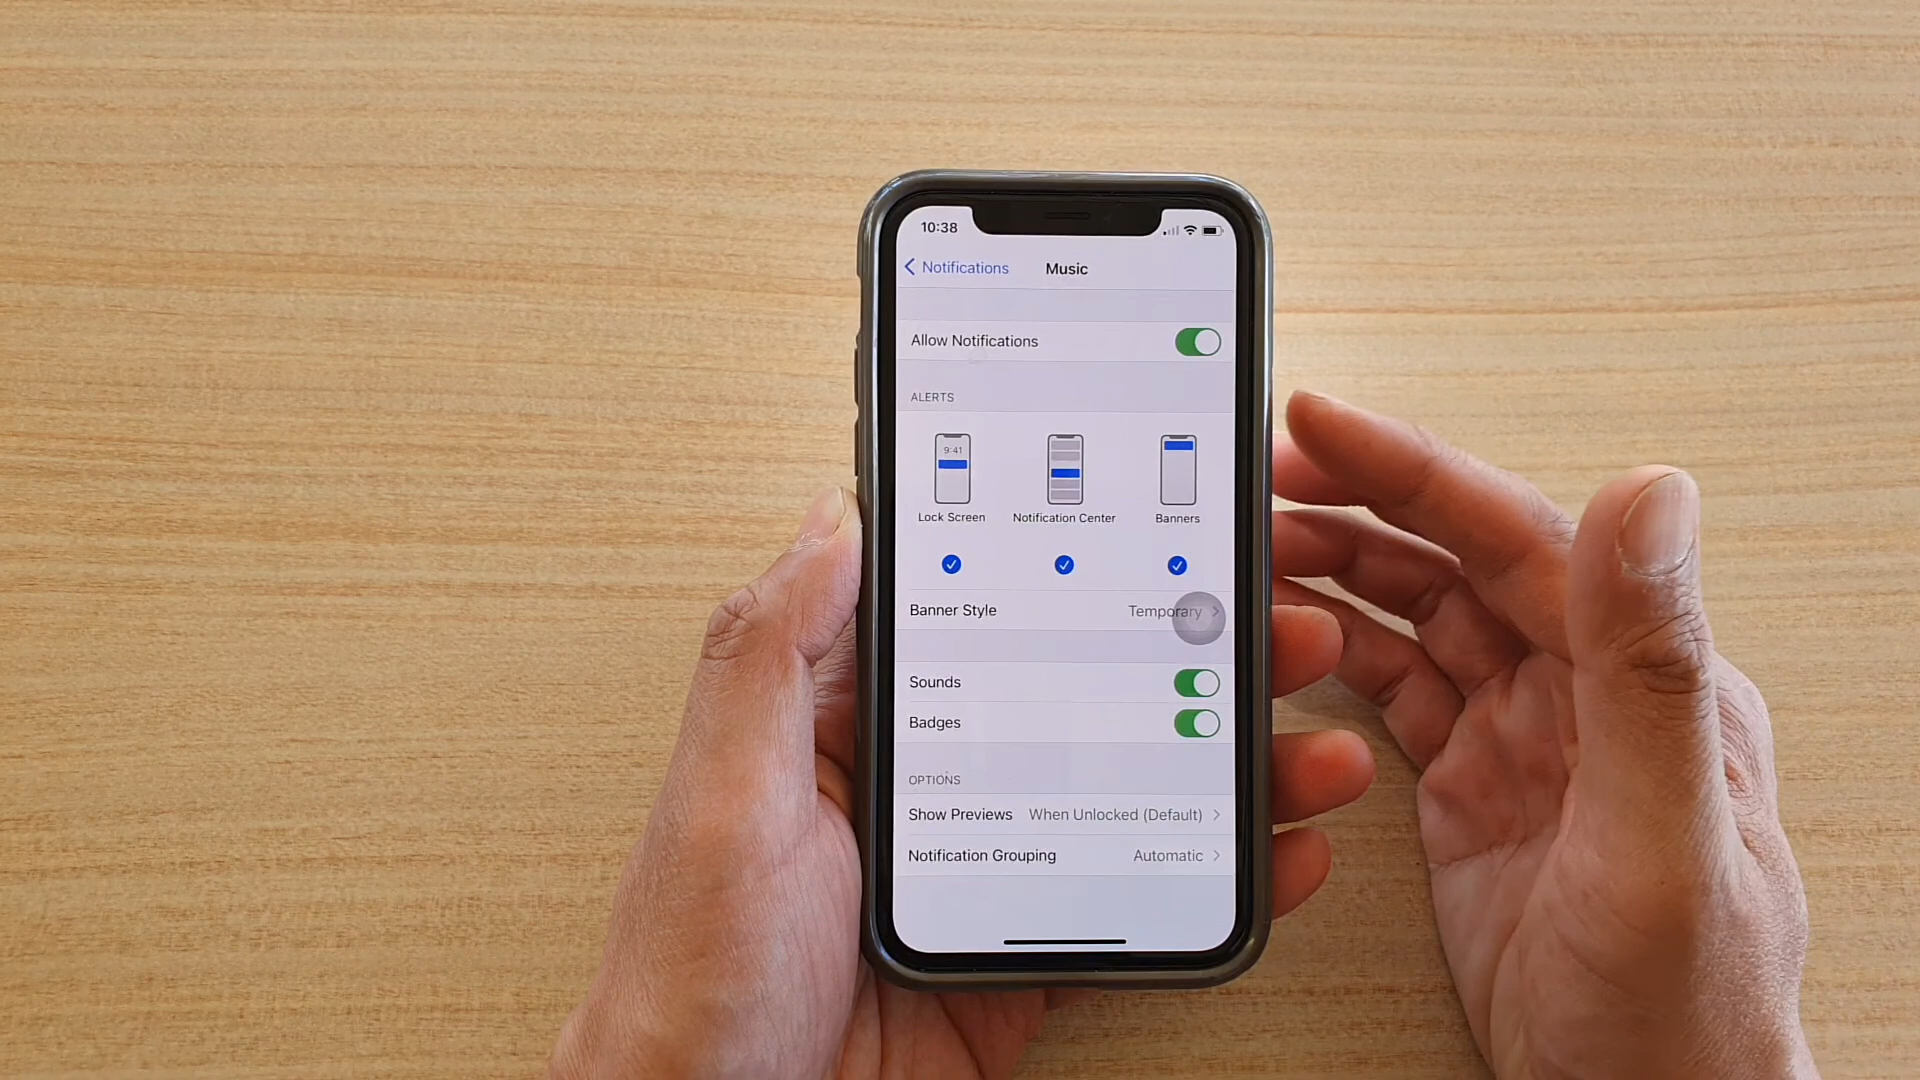 10:38
Notifications Music
Allow Notifications
ALERTS
9:41
Lock Screen Notification Center Banners
Banner Style Temporary
Sounds
Badges
OPTIONS
Show Previews When Unlocked (Default)
Notification Grouping Automatic